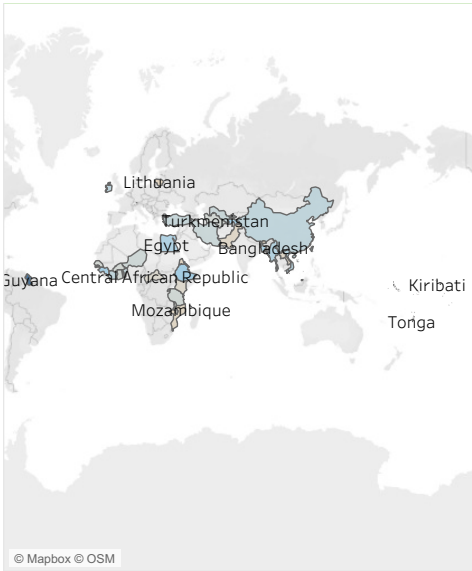 Lithuania
Turkmenistan
Egypt
Bangladesh
Guyana
Central African Republic
Kiribati
Mozambique
Tonga
© Mapbox © OSM